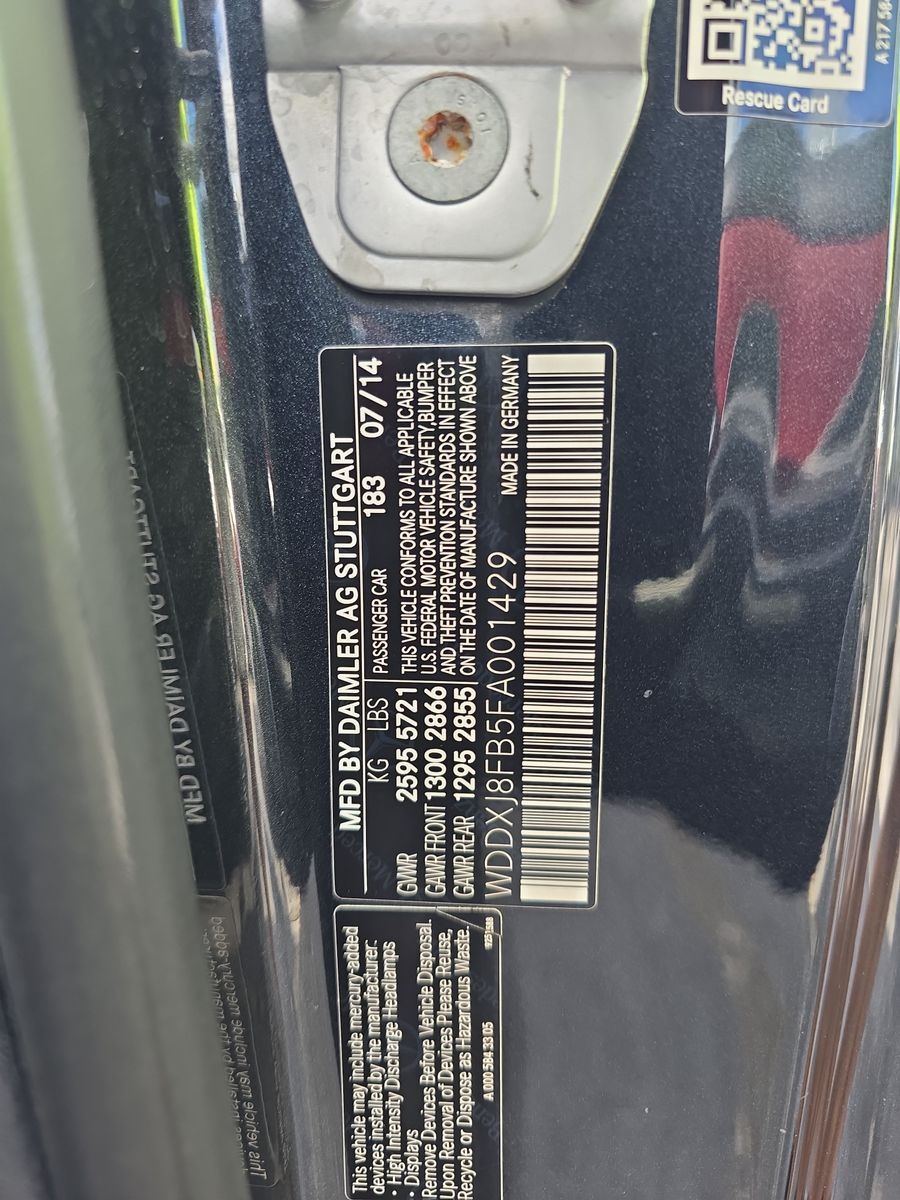 Rescue Card
A 217 584
MFD BY DAIMLER AG STUTTGART
KG LBS PASSENGER CAR 183 07/14
GVWR 2595 5721
GAWR FRONT 1300 2866
GAWR REAR 1295 2855
THIS VEHICLE CONFORMS TO ALL APPLICABLE
U.S. FEDERAL MOTOR VEHICLE SAFETY,BUMPER
AND THEFT PREVENTION STANDARDS IN EFFECT
ON THE DATE OF MANUFACTURE SHOWN ABOVE
WDDXJ8FB5FA001429 MADE IN GERMANY
This vehicle may include mercury-added
devices installed by the manufacturer:
· High Intensity Discharge Headlamps
· Displays
Remove Devices Before Vehicle Disposal.
Upon Removal of Devices Please Reuse,
Recycle or Dispose as Hazardous Waste.
A 000 584 33 05